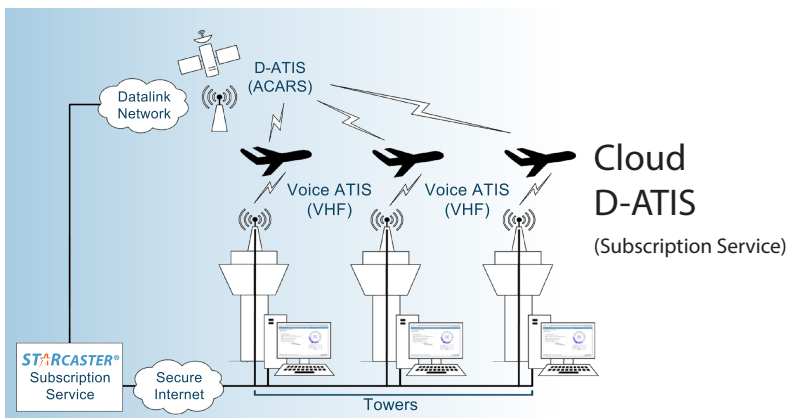 D-ATIS
(ACARS)
Datalink
Network
Voice ATIS
(VHF)
Voice ATIS
(VHF)
Cloud
D-ATIS
(Subscription Service)
STARCASTER®
Subscription
Service
Secure
Internet
Towers